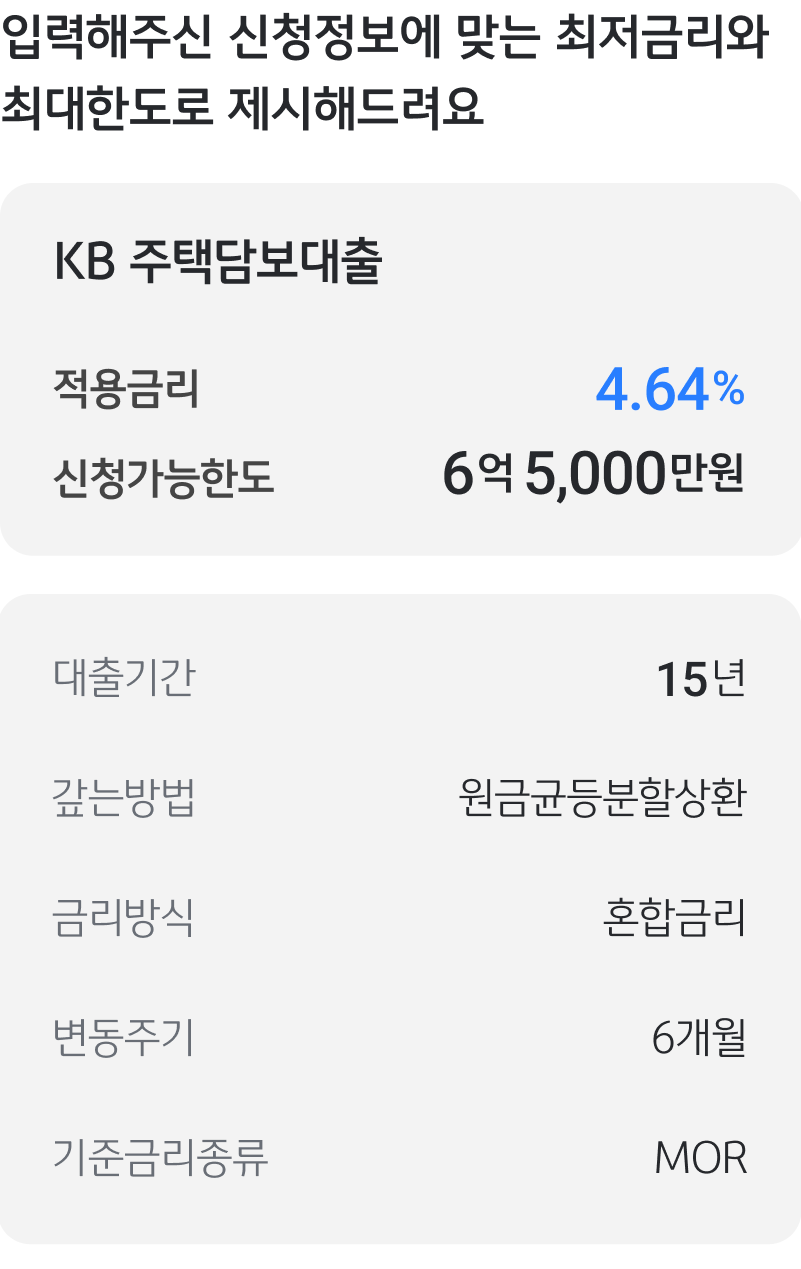 입력해주신 신청정보에 맞는 최저금리와
최대한도로 제시해드려요
KB 주택담보대출
적용금리 4.64%
신청가능한도 6억 5,000만원
대출기간 15년
갚는방법 원금균등분할상환
금리방식 혼합금리
변동주기 6개월
기준금리종류 MOR